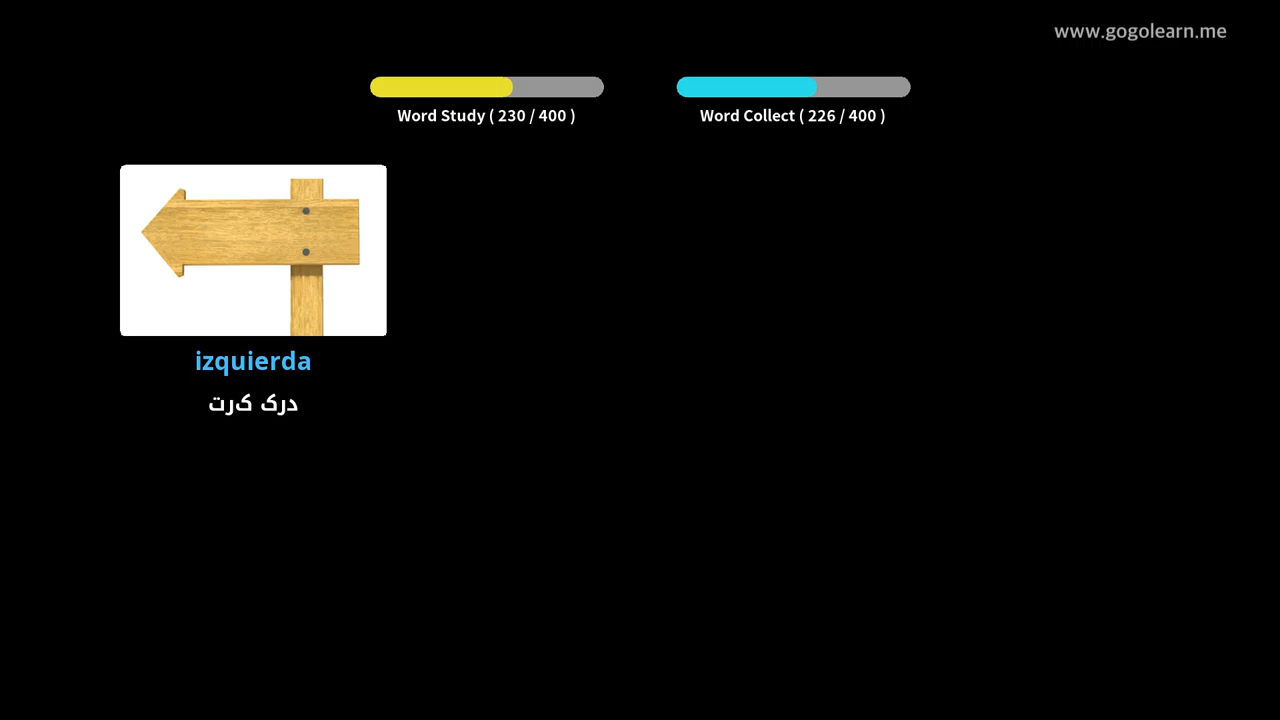 www.gogolearn.me
Word Study ( 230 / 400 )
Word Collect ( 226 / 400 )
izquierda
درک کرت